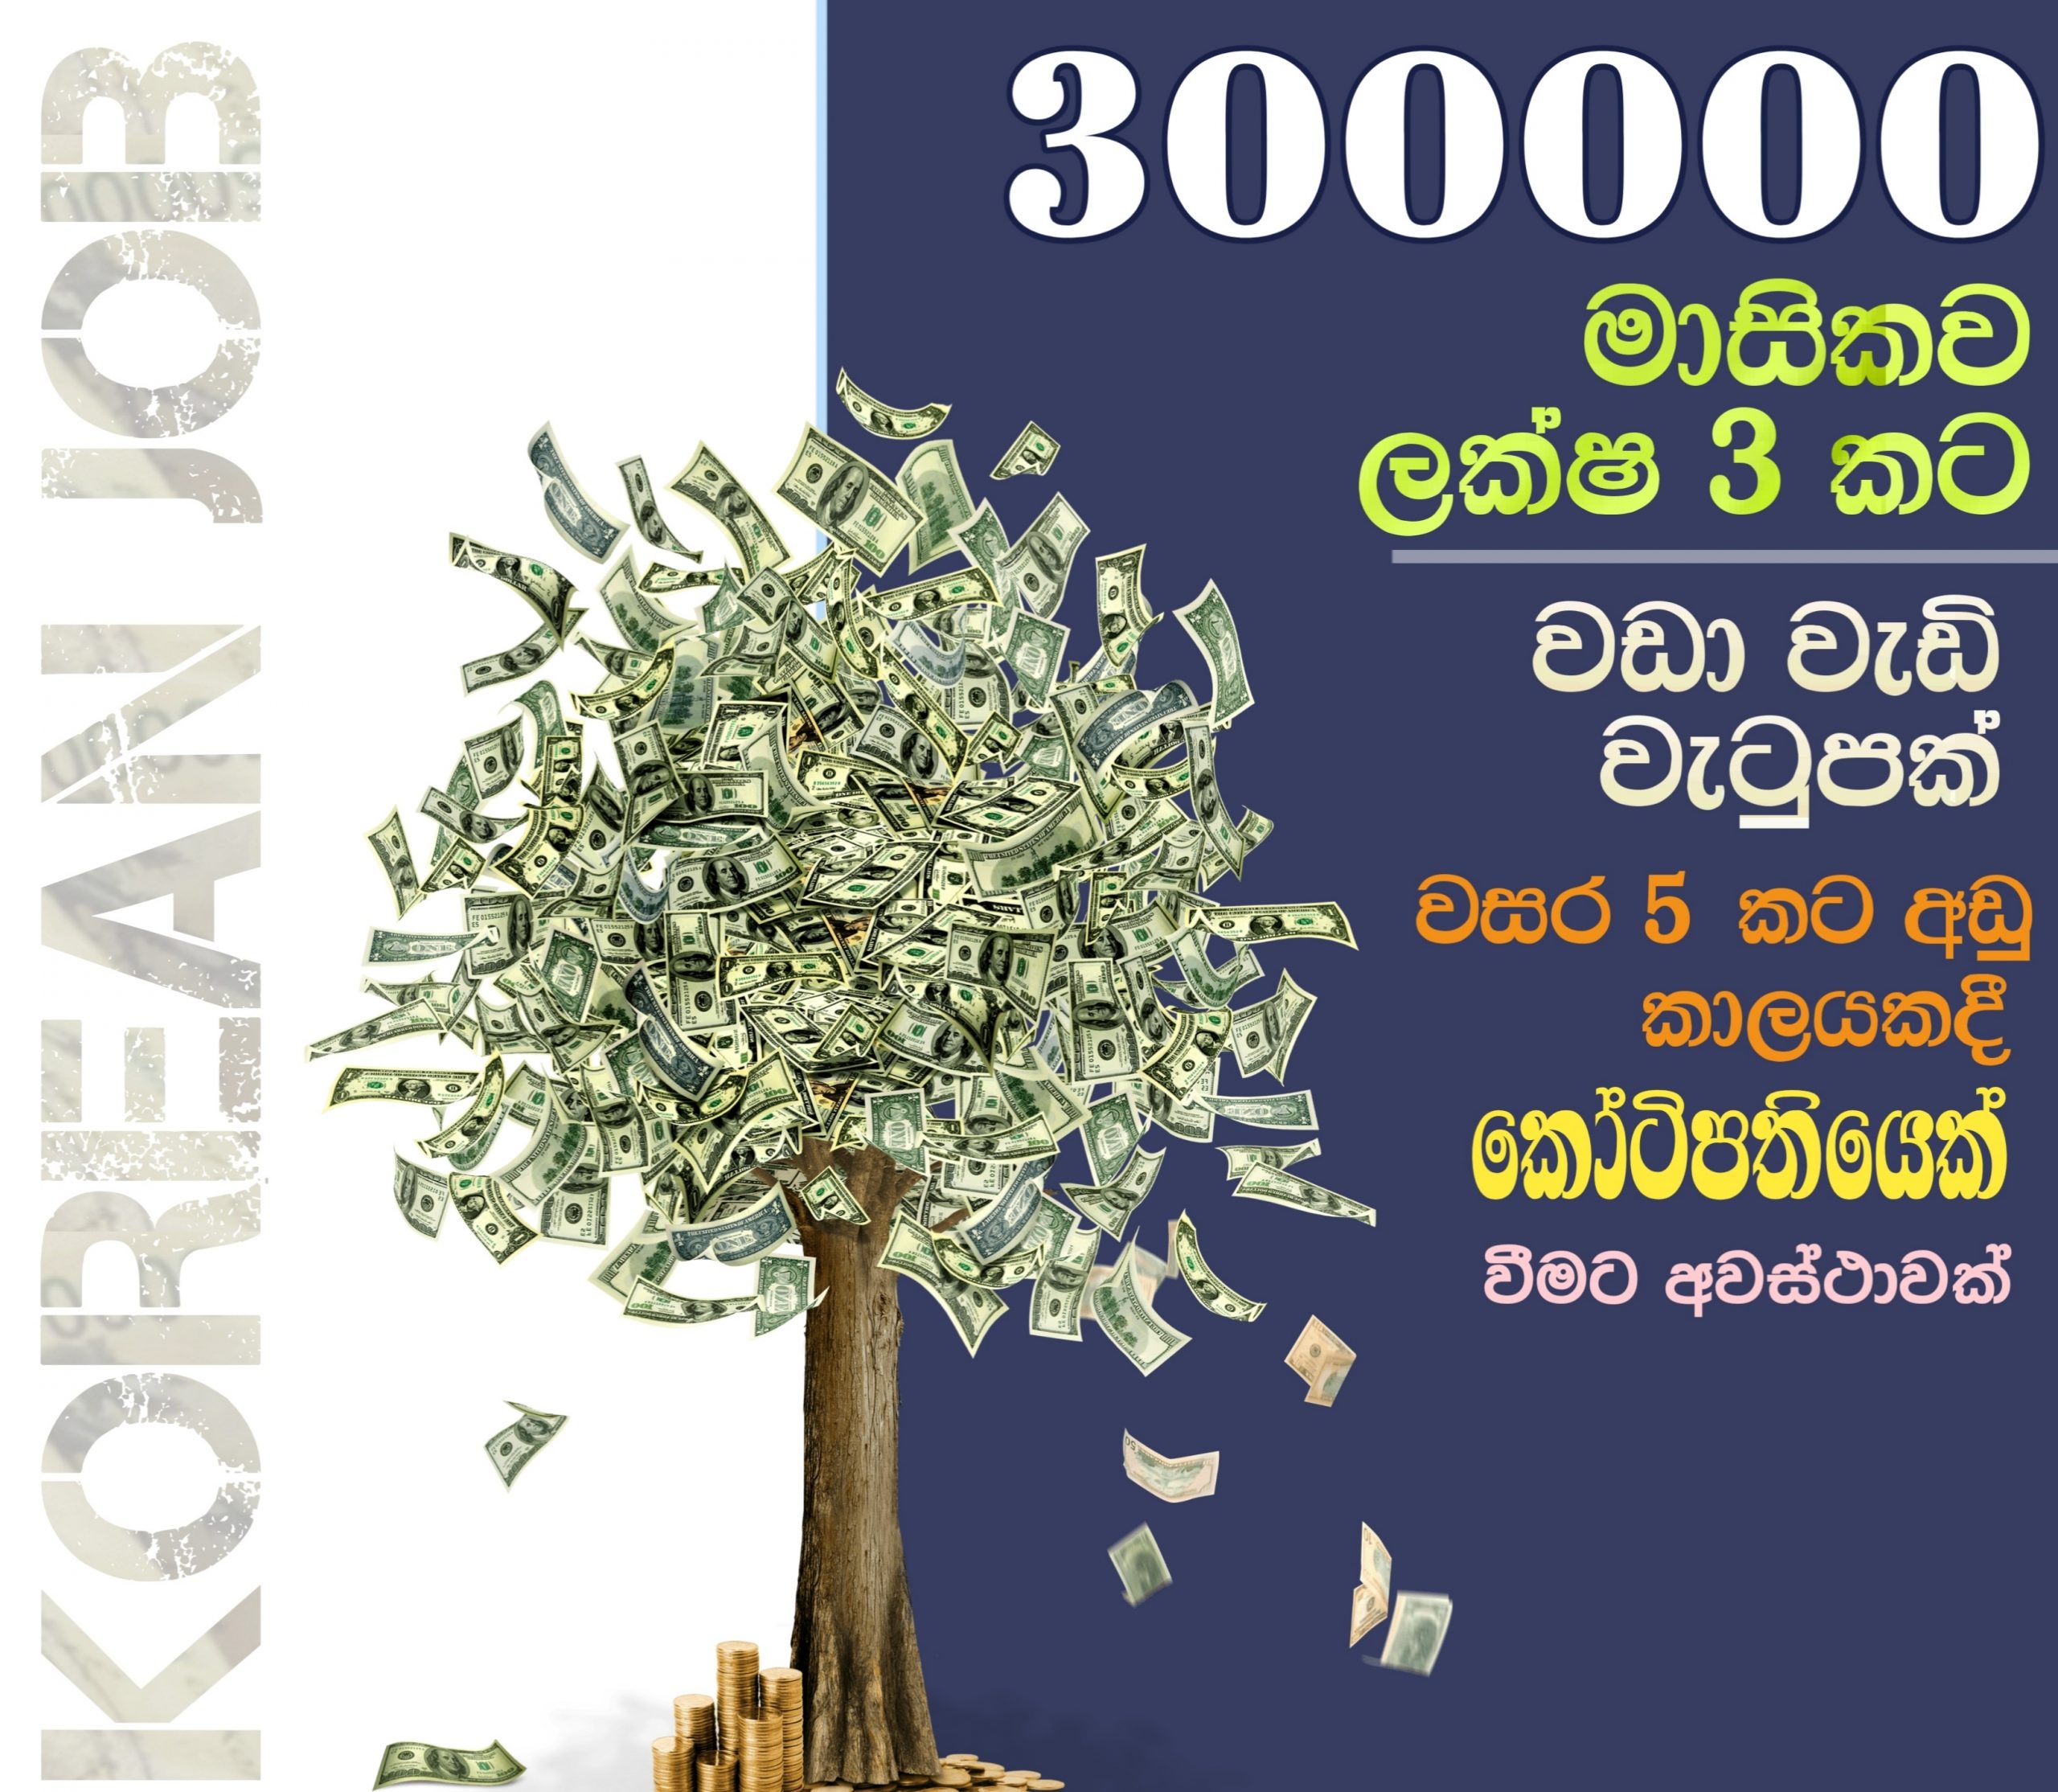 KOREAN JOB
300000
මාසිකව
ලක්ෂ 3 කට
වඩා වැඩි
වැටුපක්
වසර 5 කට අඩු
කාලයකදී
කෝටිපතියෙක්
වීමට අවස්ථාවක්